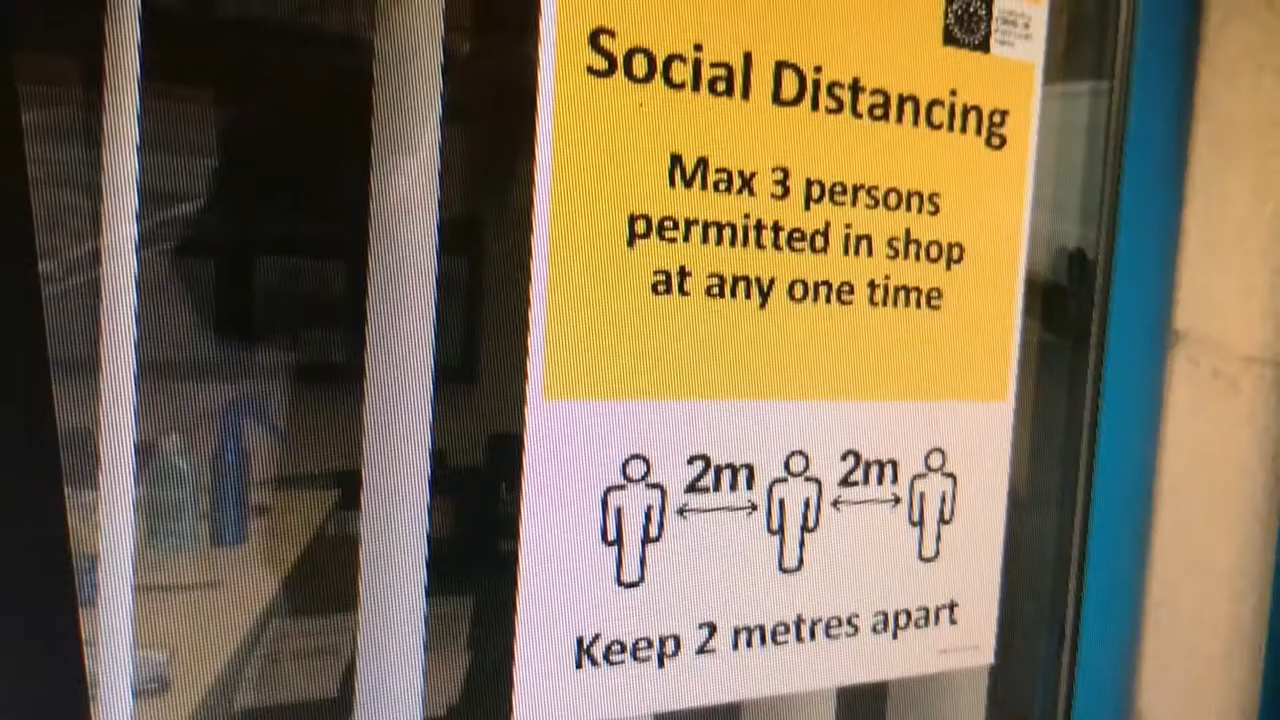 Social Distancing
Max 3 persons
permitted in shop
at any one time
2m 2m
Keep 2 metres apart